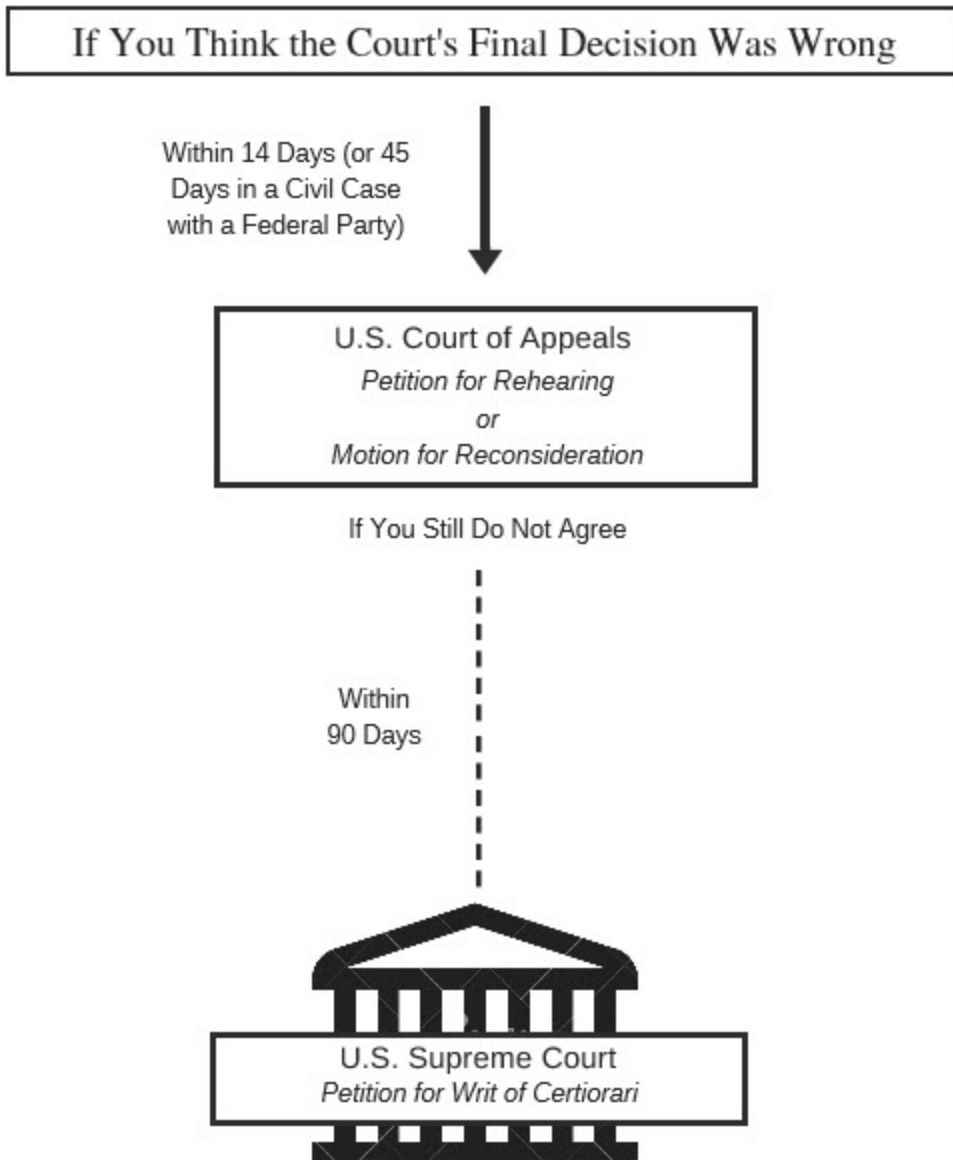 If You Think the Court's Final Decision Was Wrong
Within 14 Days (or 45
Days in a Civil Case
with a Federal Party)
U.S. Court of Appeals
Petition for Rehearing
or
Motion for Reconsideration
If You Still Do Not Agree
Within
90 Days
U.S. Supreme Court
Petition for Writ of Certiorari